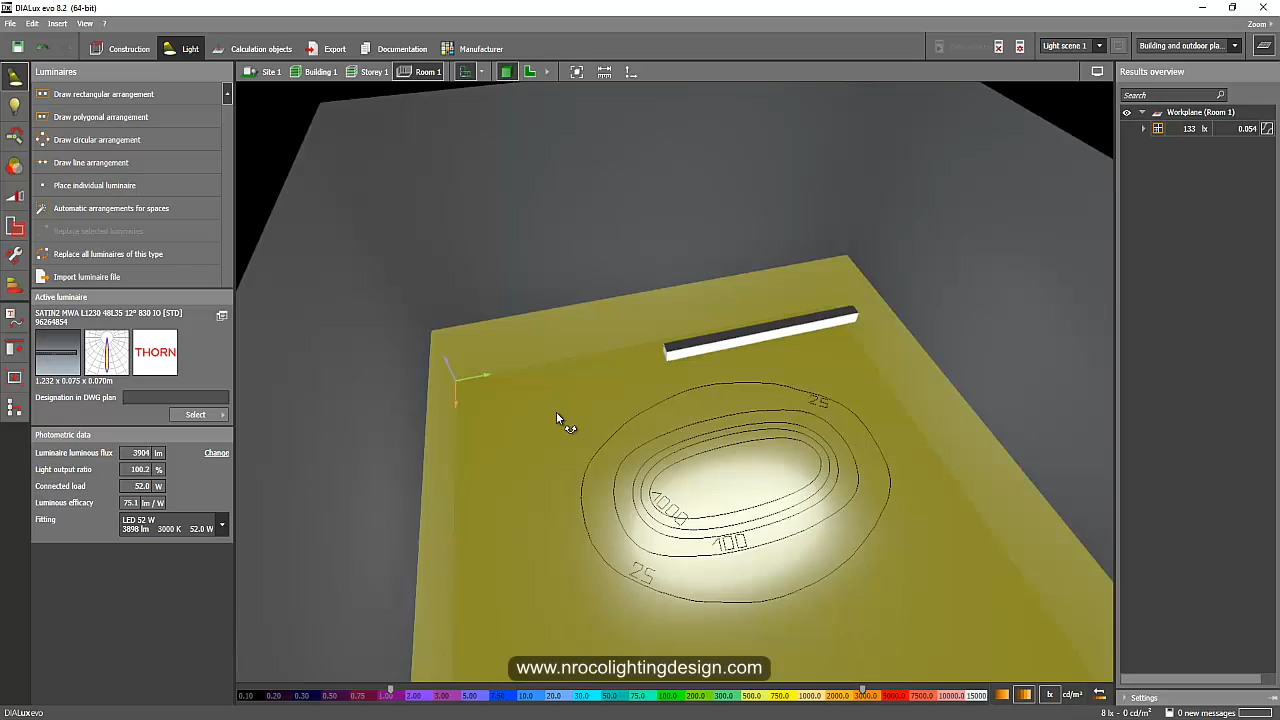 DIALux evo 8.2 (64-bit)
File Edit Insert View ?
Zoom
Construction Light Calculation objects Export Documentation Manufacturer
Light scene 1 Building and outdoor pla...
Luminaires
Site 1 Building 1 Storey 1 Room 1
Results overview
Draw rectangular arrangement
Search
Draw polygonal arrangement
Workplane (Room 1)
133 lx 0.054
Draw circular arrangement
Draw line arrangement
Place individual luminaire
Automatic arrangements for spaces
Replace selected luminaires
Replace all luminaires of this type
Import luminaire file
Active luminaire
SATIN2 MWA L1230 48L35 12° 830 IO [STD]
96264854
THORN
1.232 x 0.075 x 0.070m
Designation in DWG plan
Select
Photometric data
Luminaire luminous flux 3904 lm Change
Light output ratio 100.2 %
Connected load 52.0 W
Luminous efficacy 75.1 lm / W
Fitting LED 52 W
3898 lm 3000 K 52.0 W
25
1000
100
25
www.nrocolightingdesign.com
0.10 0.20 0.30 0.50 0.75 1.00 2.00 3.00 5.00 7.50 10.0 20.0 30.0 50.0 75.0 100.0 200.0 300.0 500.0 750.0 1000.0 2000.0 3000.0 5000.0 7500.0 10000.0 15000 lx cd/m²
Settings
DIALuxevo
8 lx - 0 cd/m² 0 new messages